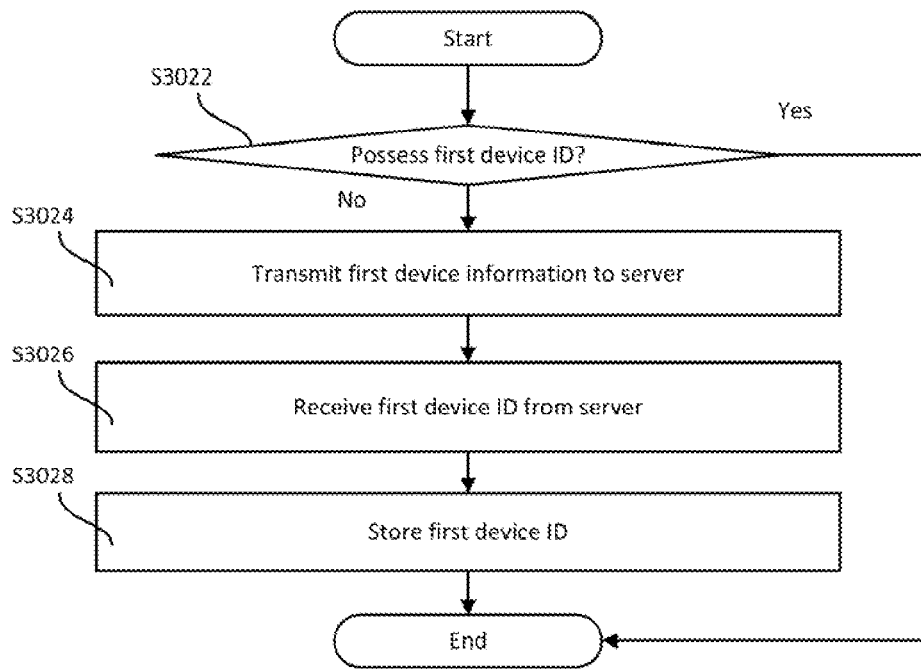 Start
S3022
Yes
Possess first device ID?
No
S3024
Transmit first device information to server
S3026
Receive first device ID from server
S3028
Store first device ID
End